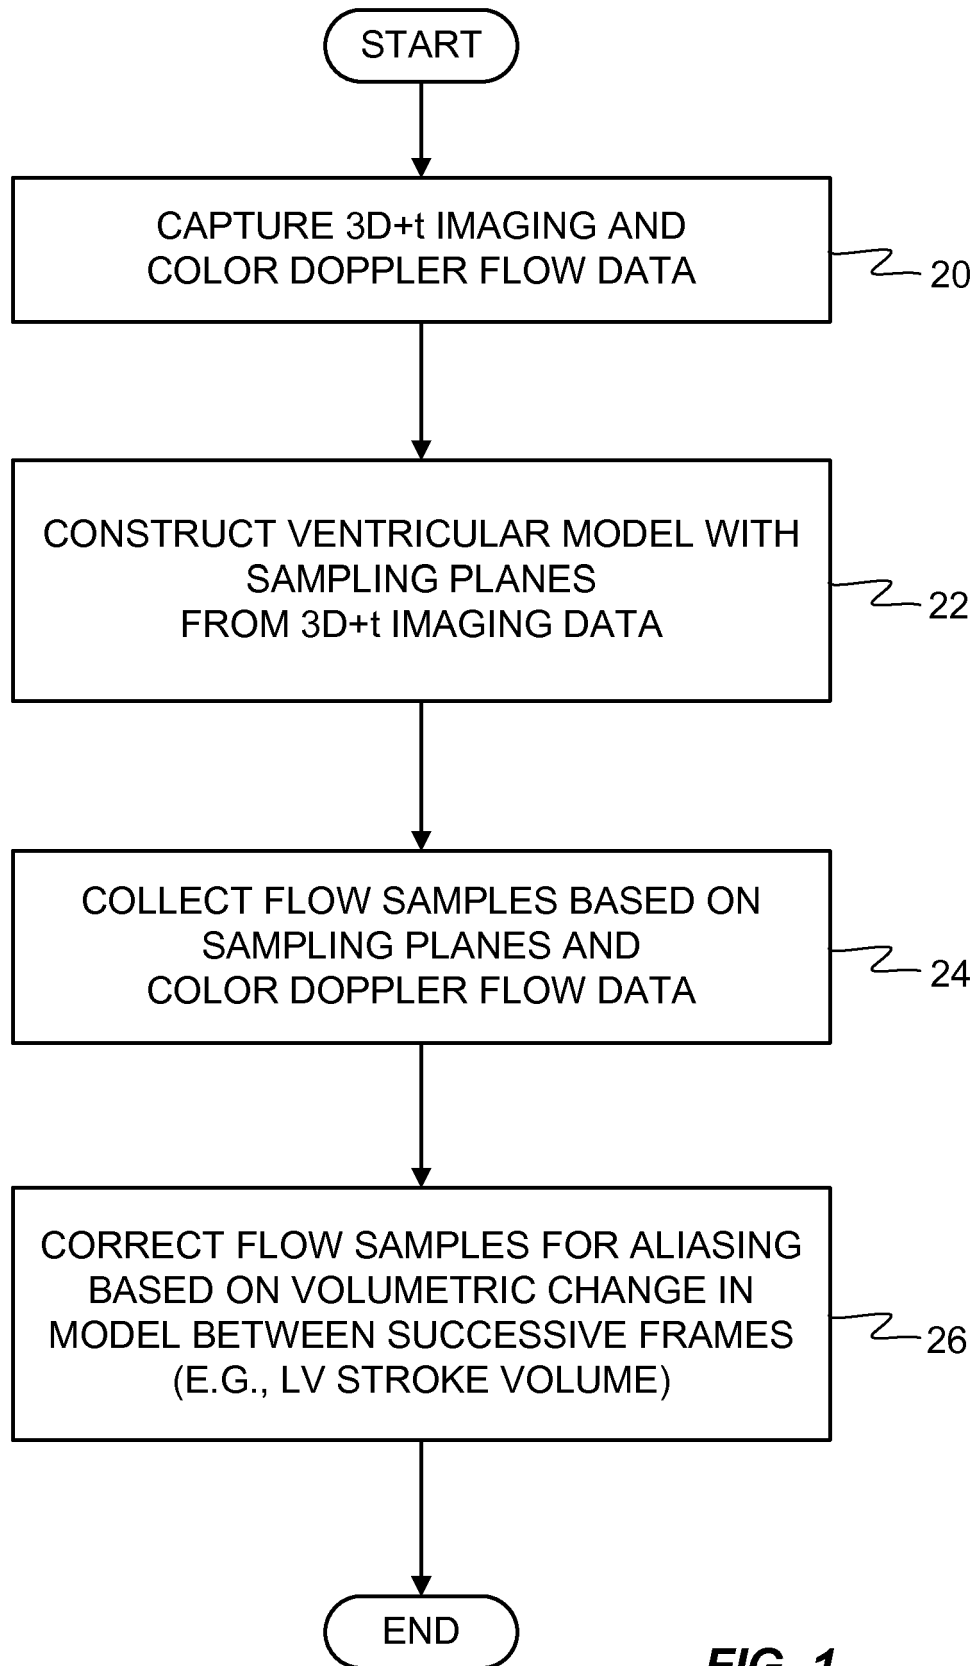 START
CAPTURE 3D+t IMAGING AND
COLOR DOPPLER FLOW DATA
20
CONSTRUCT VENTRICULAR MODEL WITH
SAMPLING PLANES
FROM 3D+t IMAGING DATA
22
COLLECT FLOW SAMPLES BASED ON
SAMPLING PLANES AND
COLOR DOPPLER FLOW DATA
24
CORRECT FLOW SAMPLES FOR ALIASING
BASED ON VOLUMETRIC CHANGE IN
MODEL BETWEEN SUCCESSIVE FRAMES
(E.G., LV STROKE VOLUME)
26
END
FIG. 1